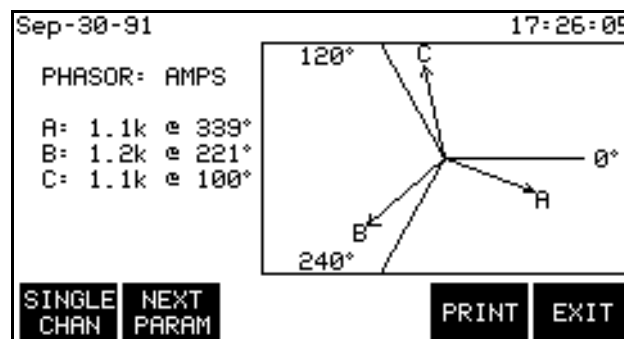 Sep-30-91 17:26:05
PHASOR: AMPS
A: 1.1k @ 339°
B: 1.2k @ 221°
C: 1.1k @ 100°
120°
C
0°
A
B
240°
SINGLE CHAN
NEXT PARAM
PRINT
EXIT